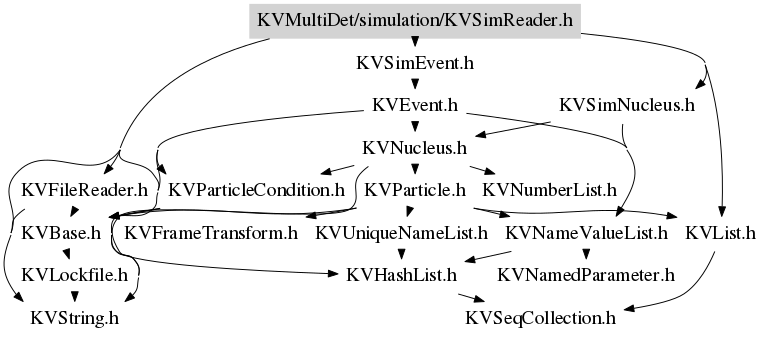 KVMultiDet/simulation/KVSimReader.h
KVSimEvent.h
KVEvent.h
KVSimNucleus.h
KVNucleus.h
KVFileReader.h
KVParticleCondition.h
KVParticle.h
KVNumberList.h
KVBase.h
KVFrameTransform.h
KVUniqueNameList.h
KVNameValueList.h
KVList.h
KVLockfile.h
KVHashList.h
KVNamedParameter.h
KVString.h
KVSeqCollection.h